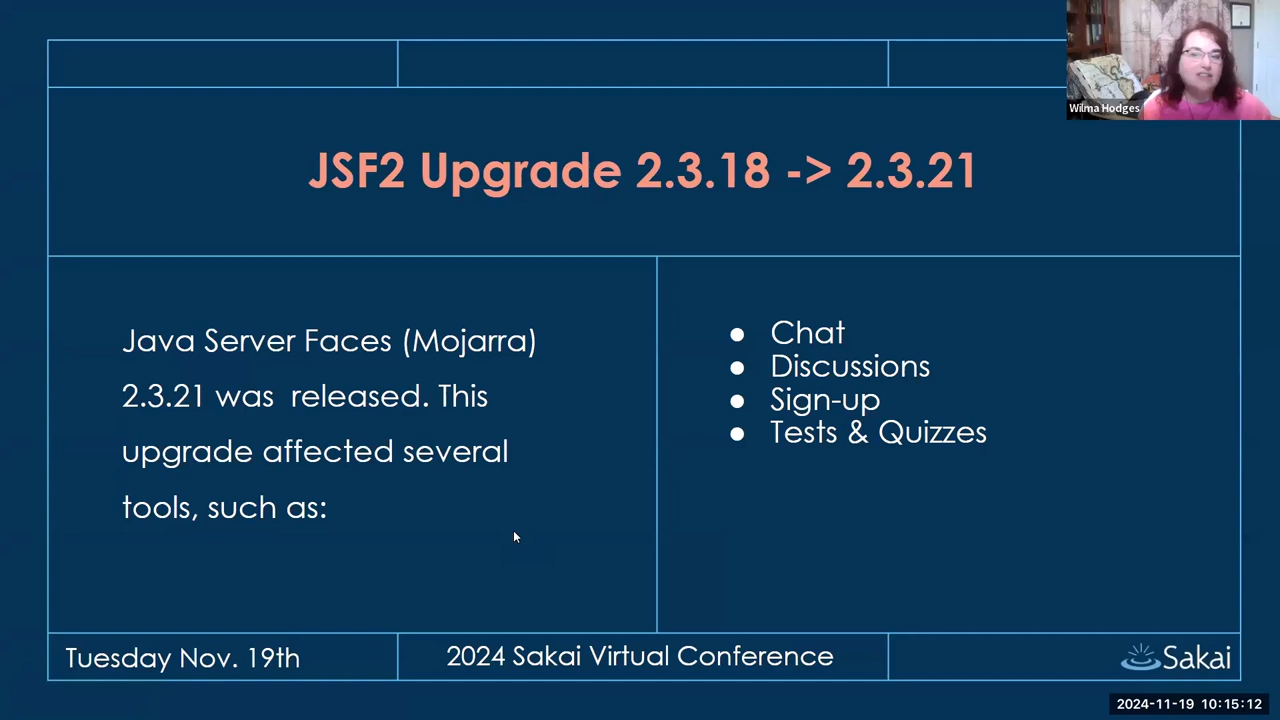 Wilma Hodges
JSF2 Upgrade 2.3.18 -> 2.3.21
Java Server Faces (Mojarra)
2.3.21 was released. This
upgrade affected several
tools, such as:
● Chat
● Discussions
● Sign-up
● Tests & Quizzes
Tuesday Nov. 19th
2024 Sakai Virtual Conference
Sakai
2024-11-19 10:15:12